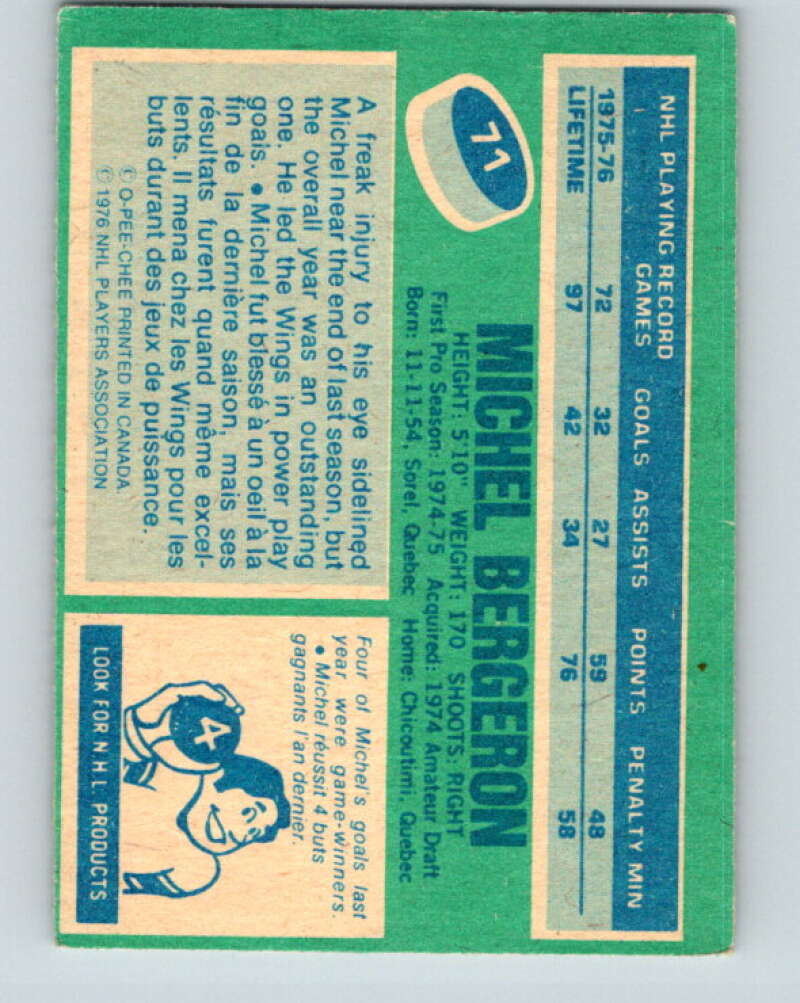 NHL PLAYING RECORD
GAMES GOALS ASSISTS POINTS PENALTY MIN
1975-76 72 32 27 59 48
LIFETIME 97 42 34 76 58
71
MICHEL BERGERON
HEIGHT: 5'10" WEIGHT: 170 SHOOTS: RIGHT
First Pro Season: 1974-75 Acquired: 1974 Amateur Draft
Born: 11-11-54, Sorel, Quebec Home: Chicoutimi, Quebec
A freak injury to his eye sidelined
Michel near the end of last season, but
the overall year was an outstanding
one. He led the Wings in power play
goals. • Michel fut blessé à un oeil à la
fin de la dernière saison, mais ses
résultats furent quand même excel-
lents. Il mena chez les Wings pour les
buts durant des jeux de puissance.
© O-PEE-CHEE PRINTED IN CANADA.
© 1976 NHL PLAYERS ASSOCIATION
Four of Michel's goals last
year were game-winners.
• Michel réussit 4 buts
gagnants l'an dernier.
4
LOOK FOR N.H.L. PRODUCTS